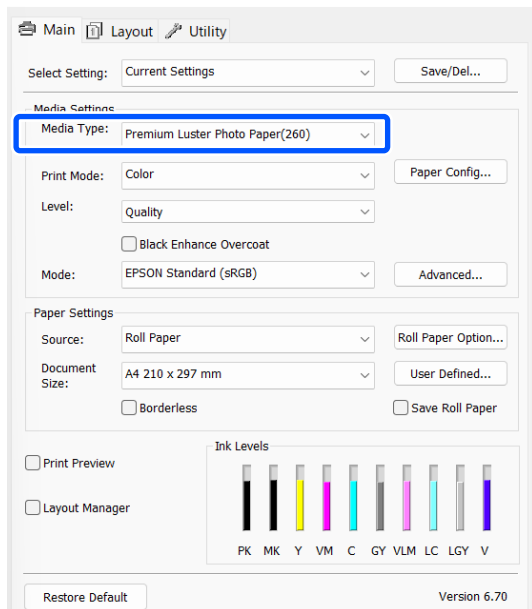 Main Layout Utility
Select Setting: Current Settings Save/Del...
Media Settings
Media Type: Premium Luster Photo Paper(260)
Print Mode: Color Paper Config...
Level: Quality
Black Enhance Overcoat
Mode: EPSON Standard (sRGB) Advanced...
Paper Settings
Source: Roll Paper Roll Paper Option...
Document
Size: A4 210 x 297 mm User Defined...
Borderless Save Roll Paper
Ink Levels
Print Preview
Layout Manager
PK MK Y VM C GY VLM LC LGY V
Restore Default Version 6.70